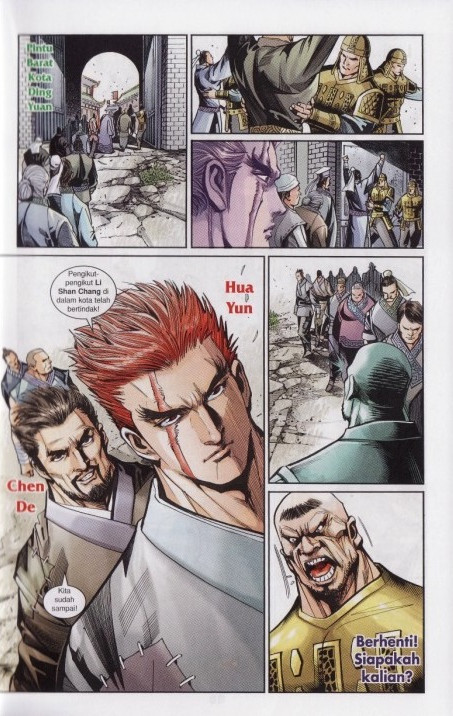 Pintu
Barat
Kota
Ding
Yuan
Pengikut-
pengikut Li
Shan Chang di
dalam kota telah
bertindak!
Hua
Yun
Chen
De
Kita
sudah
sampai!
Berhenti!
Siapakah
kalian?